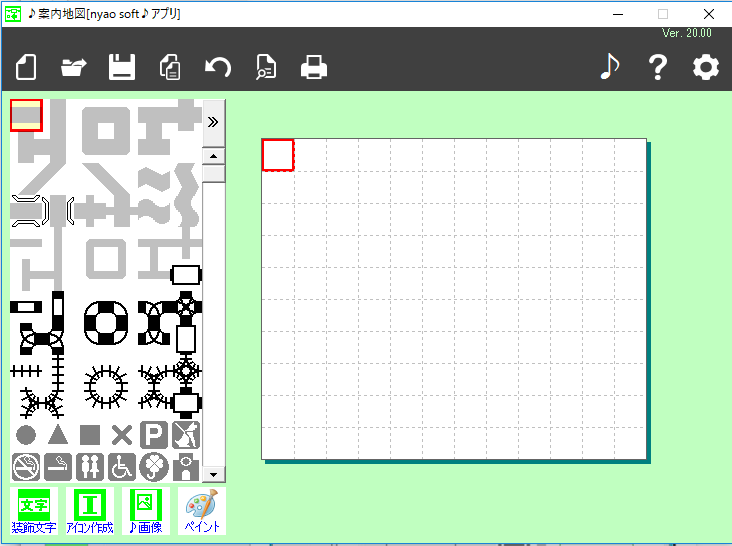 ♪案内地図[nyao soft♪アプリ]
Ver. 20.00
♪ ?
»
P
文字
装飾文字 アイコン作成 ♪画像 ペイント